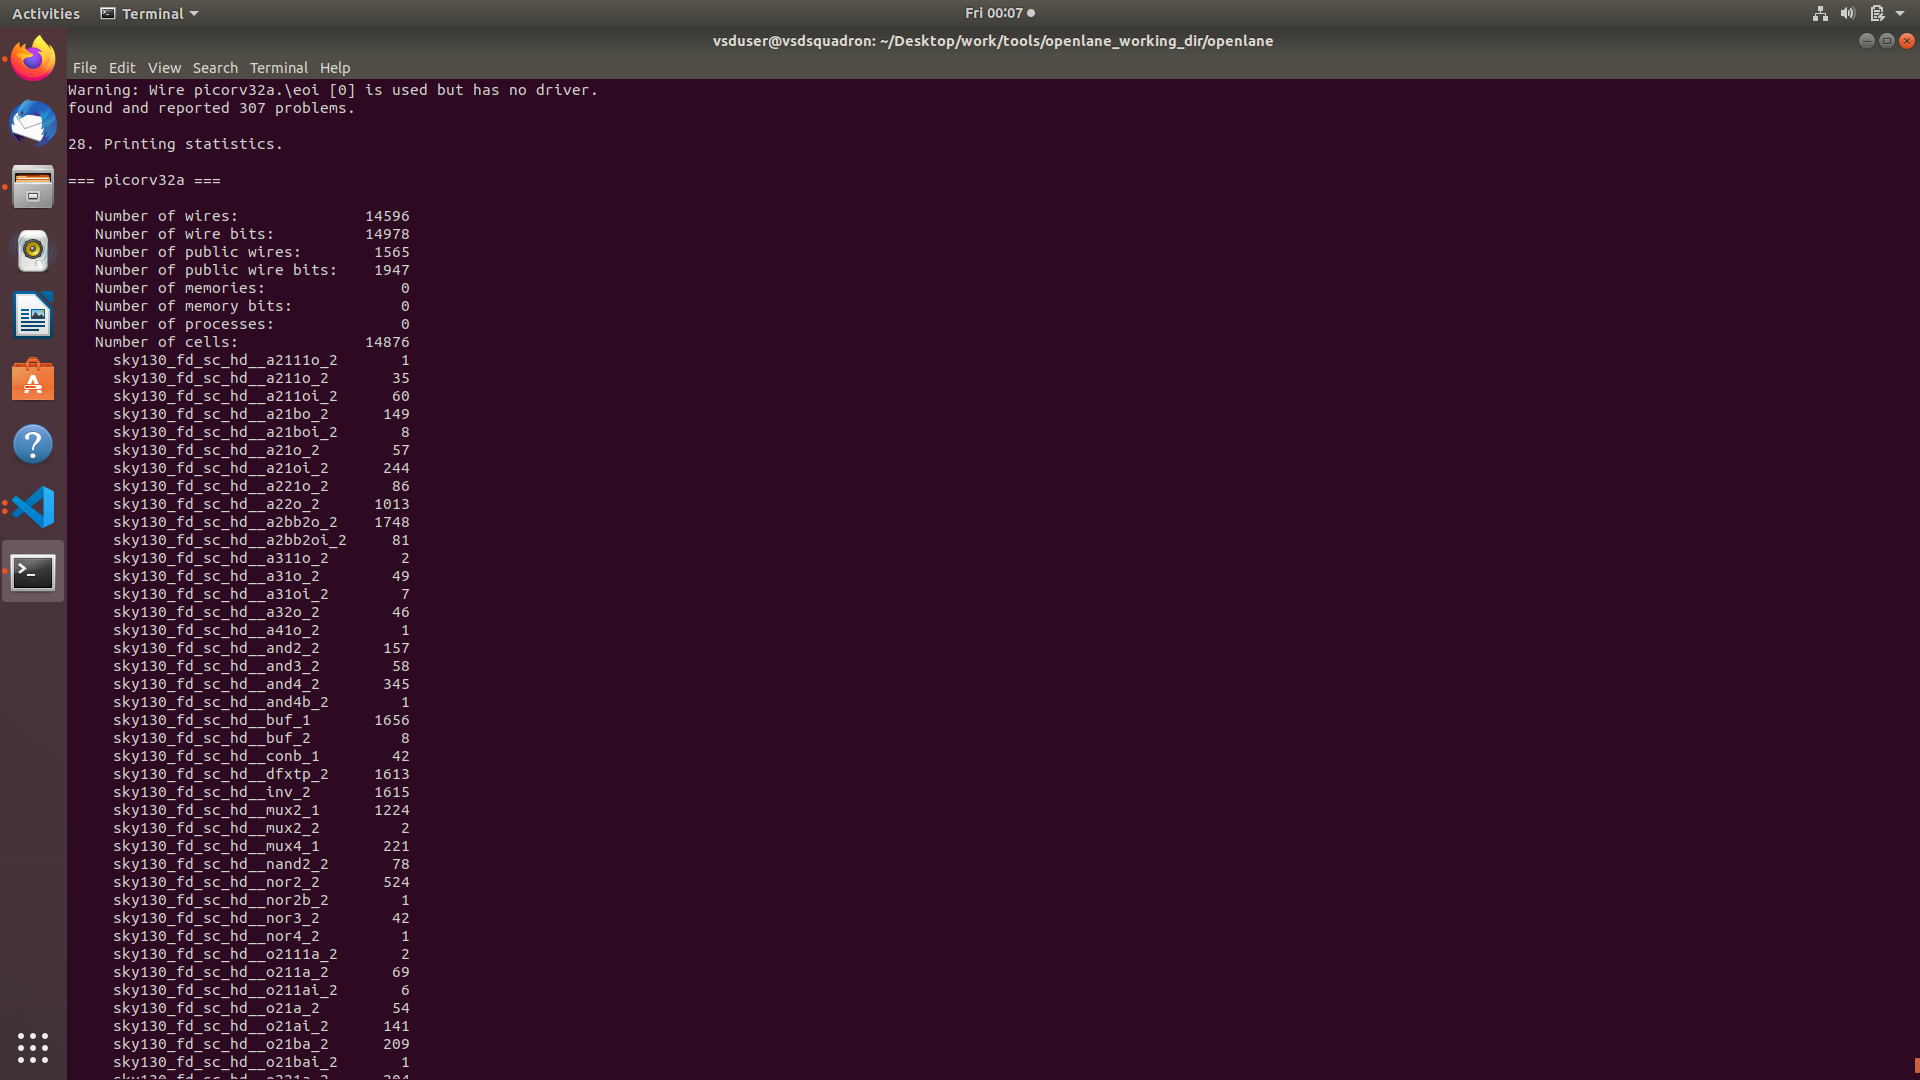 Activities Terminal Fri 00:07
vsduser@vsdsquadron: ~/Desktop/work/tools/openlane_working_dir/openlane
File Edit View Search Terminal Help
Warning: Wire picorv32a.\eoi [0] is used but has no driver.
found and reported 307 problems.
28. Printing statistics.
=== picorv32a ===
Number of wires: 14596
Number of wire bits: 14978
Number of public wires: 1565
Number of public wire bits: 1947
Number of memories: 0
Number of memory bits: 0
Number of processes: 0
Number of cells: 14876
sky130_fd_sc_hd__a2111o_2 1
sky130_fd_sc_hd__a211o_2 35
sky130_fd_sc_hd__a211oi_2 60
sky130_fd_sc_hd__a21bo_2 149
sky130_fd_sc_hd__a21boi_2 8
sky130_fd_sc_hd__a21o_2 57
sky130_fd_sc_hd__a21oi_2 244
sky130_fd_sc_hd__a221o_2 86
sky130_fd_sc_hd__a22o_2 1013
sky130_fd_sc_hd__a2bb2o_2 1748
sky130_fd_sc_hd__a2bb2oi_2 81
sky130_fd_sc_hd__a311o_2 2
sky130_fd_sc_hd__a31o_2 49
sky130_fd_sc_hd__a31oi_2 7
sky130_fd_sc_hd__a32o_2 46
sky130_fd_sc_hd__a41o_2 1
sky130_fd_sc_hd__and2_2 157
sky130_fd_sc_hd__and3_2 58
sky130_fd_sc_hd__and4_2 345
sky130_fd_sc_hd__and4b_2 1
sky130_fd_sc_hd__buf_1 1656
sky130_fd_sc_hd__buf_2 8
sky130_fd_sc_hd__conb_1 42
sky130_fd_sc_hd__dfxtp_2 1613
sky130_fd_sc_hd__inv_2 1615
sky130_fd_sc_hd__mux2_1 1224
sky130_fd_sc_hd__mux2_2 2
sky130_fd_sc_hd__mux4_1 221
sky130_fd_sc_hd__nand2_2 78
sky130_fd_sc_hd__nor2_2 524
sky130_fd_sc_hd__nor2b_2 1
sky130_fd_sc_hd__nor3_2 42
sky130_fd_sc_hd__nor4_2 1
sky130_fd_sc_hd__o2111a_2 2
sky130_fd_sc_hd__o211a_2 69
sky130_fd_sc_hd__o211ai_2 6
sky130_fd_sc_hd__o21a_2 54
sky130_fd_sc_hd__o21ai_2 141
sky130_fd_sc_hd__o21ba_2 209
sky130_fd_sc_hd__o21bai_2 1